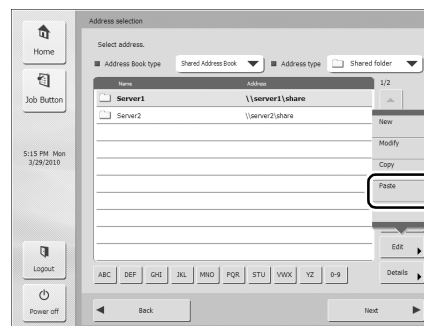 Address selection
Home
Select address.
Address Book type
Shared Address Book
Address type
Shared folder
Name
Address
1/2
Job Button
Server1
\\server1\share
Server2
\\server2\share
New
Modify
5:15 PM Mon
3/29/2010
Copy
Paste
Edit
Logout
ABC DEF GHI JKL MNO PQR STU VWX YZ 0-9
Details
Power off
Back
Next